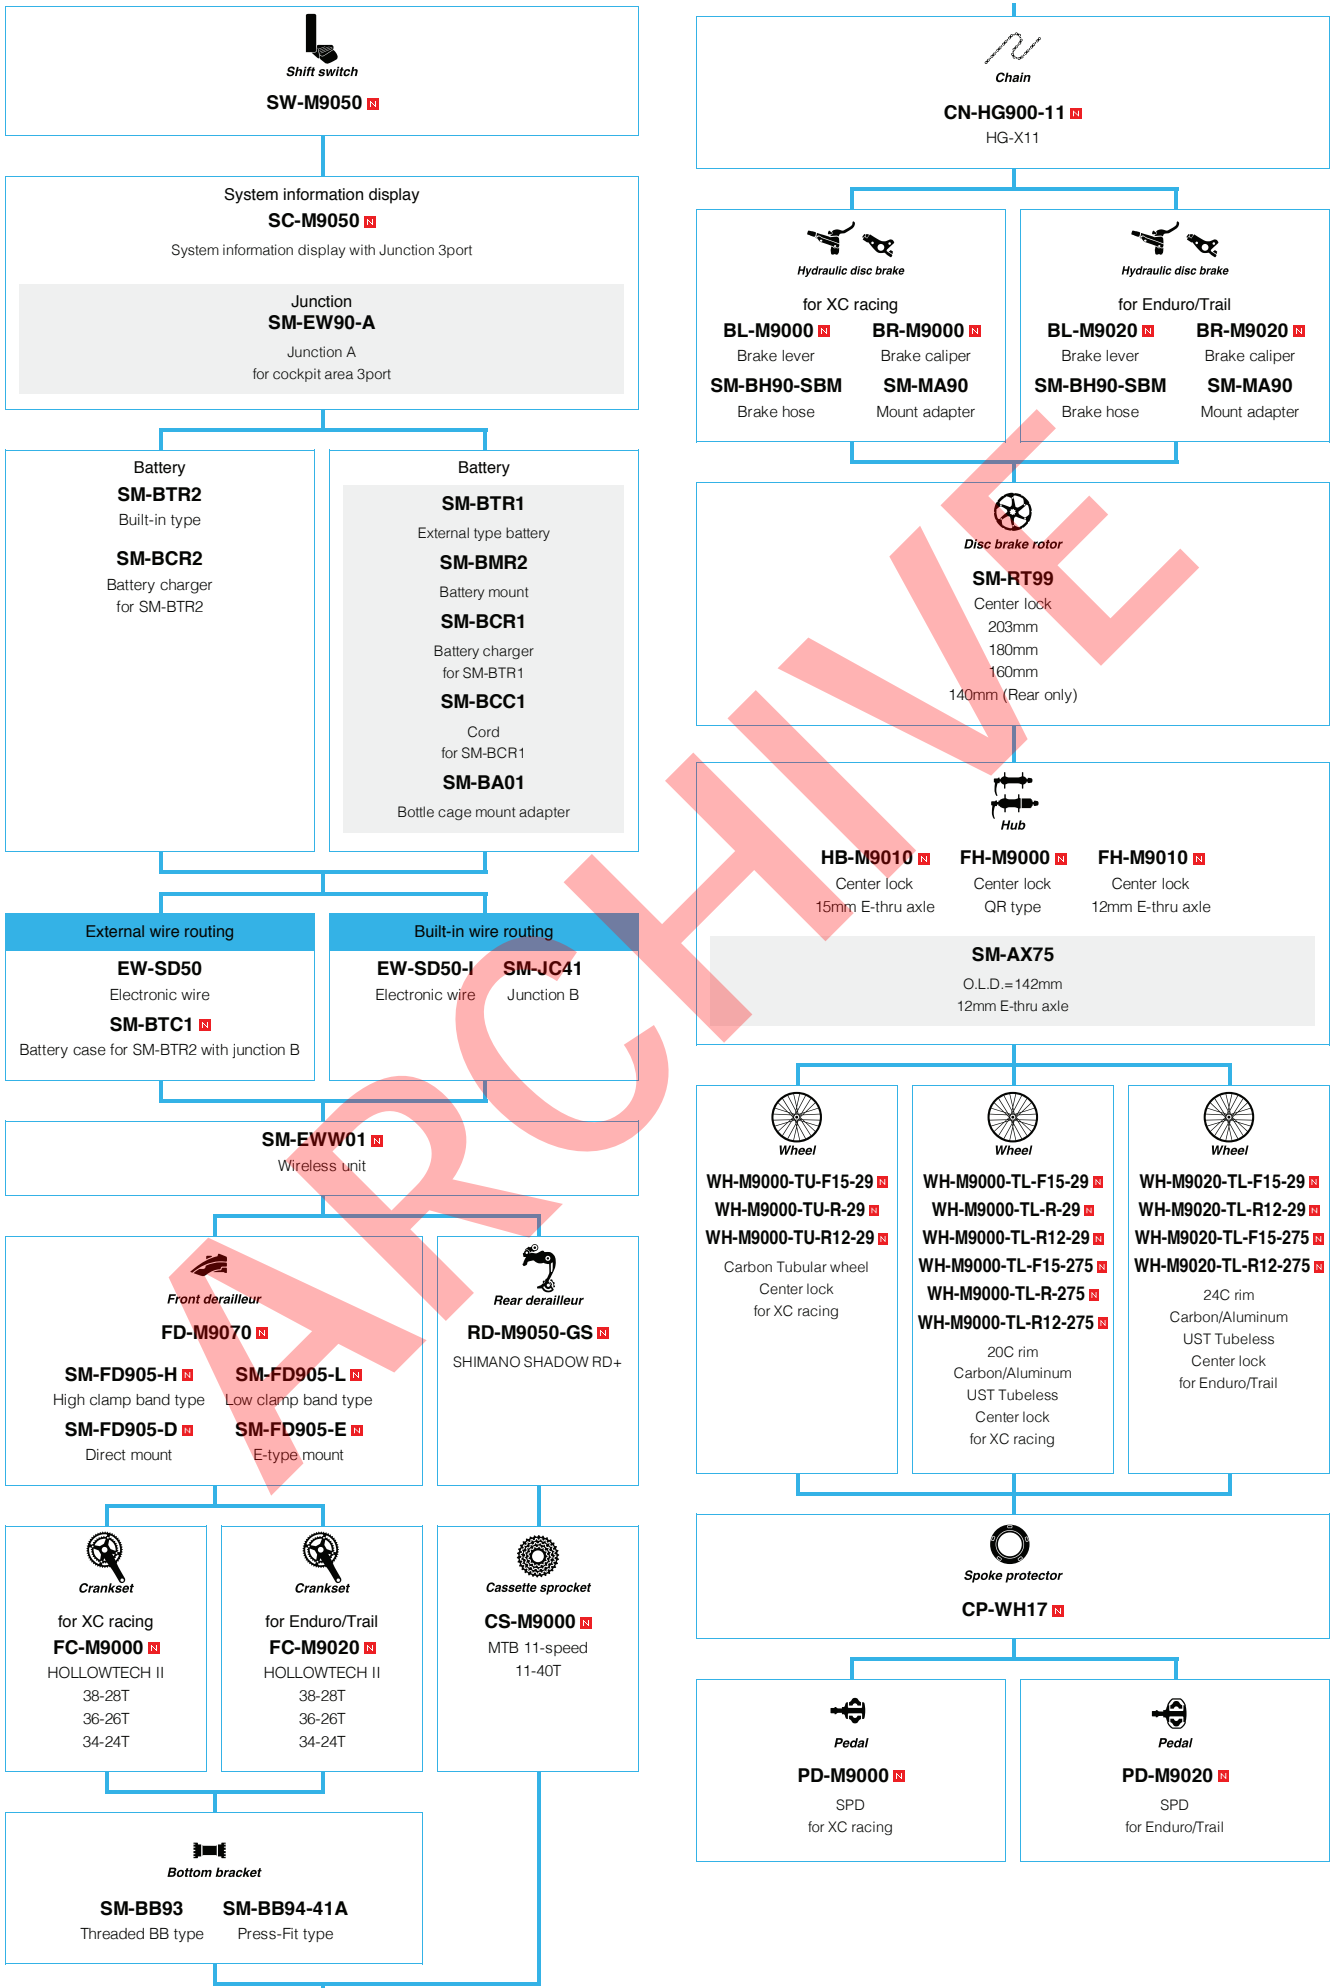 Shift switch
SW-M9050 N
System information display
SC-M9050 N
System information display with Junction 3port
Junction
SM-EW90-A
Junction A
for cockpit area 3port
Battery
SM-BTR2
Built-in type
SM-BCR2
Battery charger
for SM-BTR2
Battery
SM-BTR1
External type battery
SM-BMR2
Battery mount
SM-BCR1
Battery charger
for SM-BTR1
SM-BCC1
Cord
for SM-BCR1
SM-BA01
Bottle cage mount adapter
External wire routing
EW-SD50
Electronic wire
SM-BTC1 N
Battery case for SM-BTR2 with junction B
Built-in wire routing
EW-SD50-I SM-JC41
Electronic wire Junction B
SM-EWW01 N
Wireless unit
Front derailleur
FD-M9070 N
SM-FD905-H N SM-FD905-L N
High clamp band type Low clamp band type
SM-FD905-D N SM-FD905-E N
Direct mount E-type mount
Rear derailleur
RD-M9050-GS N
SHIMANO SHADOW RD+
Crankset
for XC racing
FC-M9000 N
HOLLOWTECH II
38-28T
36-26T
34-24T
Crankset
for Enduro/Trail
FC-M9020 N
HOLLOWTECH II
38-28T
36-26T
34-24T
Cassette sprocket
CS-M9000 N
MTB 11-speed
11-40T
Bottom bracket
SM-BB93 SM-BB94-41A
Threaded BB type Press-Fit type
Chain
CN-HG900-11 N
HG-X11
Hydraulic disc brake
for XC racing
BL-M9000 N BR-M9000 N
Brake lever Brake caliper
SM-BH90-SBM SM-MA90
Brake hose Mount adapter
Hydraulic disc brake
for Enduro/Trail
BL-M9020 N BR-M9020 N
Brake lever Brake caliper
SM-BH90-SBM SM-MA90
Brake hose Mount adapter
Disc brake rotor
SM-RT99
Center lock
203mm
180mm
160mm
140mm (Rear only)
Hub
HB-M9010 N FH-M9000 N FH-M9010 N
Center lock Center lock Center lock
15mm E-thru axle QR type 12mm E-thru axle
SM-AX75
O.L.D.=142mm
12mm E-thru axle
Wheel
WH-M9000-TU-F15-29 N
WH-M9000-TU-R-29 N
WH-M9000-TU-R12-29 N
Carbon Tubular wheel
Center lock
for XC racing
Wheel
WH-M9000-TL-F15-29 N
WH-M9000-TL-R-29 N
WH-M9000-TL-R12-29 N
WH-M9000-TL-F15-275 N
WH-M9000-TL-R-275 N
WH-M9000-TL-R12-275 N
20C rim
Carbon/Aluminum
UST Tubeless
Center lock
for XC racing
Wheel
WH-M9020-TL-F15-29 N
WH-M9020-TL-R12-29 N
WH-M9020-TL-F15-275 N
WH-M9020-TL-R12-275 N
24C rim
Carbon/Aluminum
UST Tubeless
Center lock
for Enduro/Trail
Spoke protector
CP-WH17 N
Pedal
PD-M9000 N
SPD
for XC racing
Pedal
PD-M9020 N
SPD
for Enduro/Trail
ARCHIVE